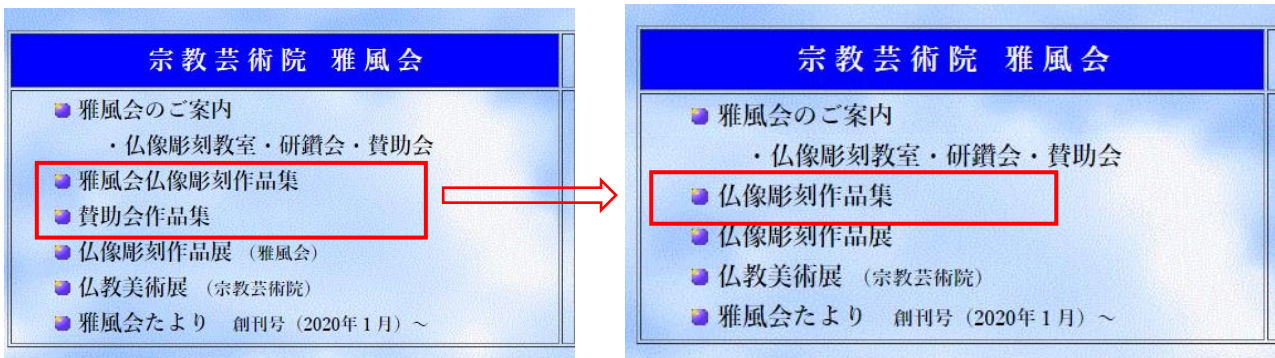 宗教芸術院 雅風会
雅風会のご案内
・仏像彫刻教室・研鑽会・賛助会
雅風会仏像彫刻作品集
賛助会作品集
仏像彫刻作品展 (雅風会)
仏教美術展 (宗教芸術院)
雅風会たより 創刊号（2020年1月）～
宗教芸術院 雅風会
雅風会のご案内
・仏像彫刻教室・研鑽会・賛助会
仏像彫刻作品集
仏像彫刻作品展
仏教美術展 (宗教芸術院)
雅風会たより 創刊号（2020年1月）～